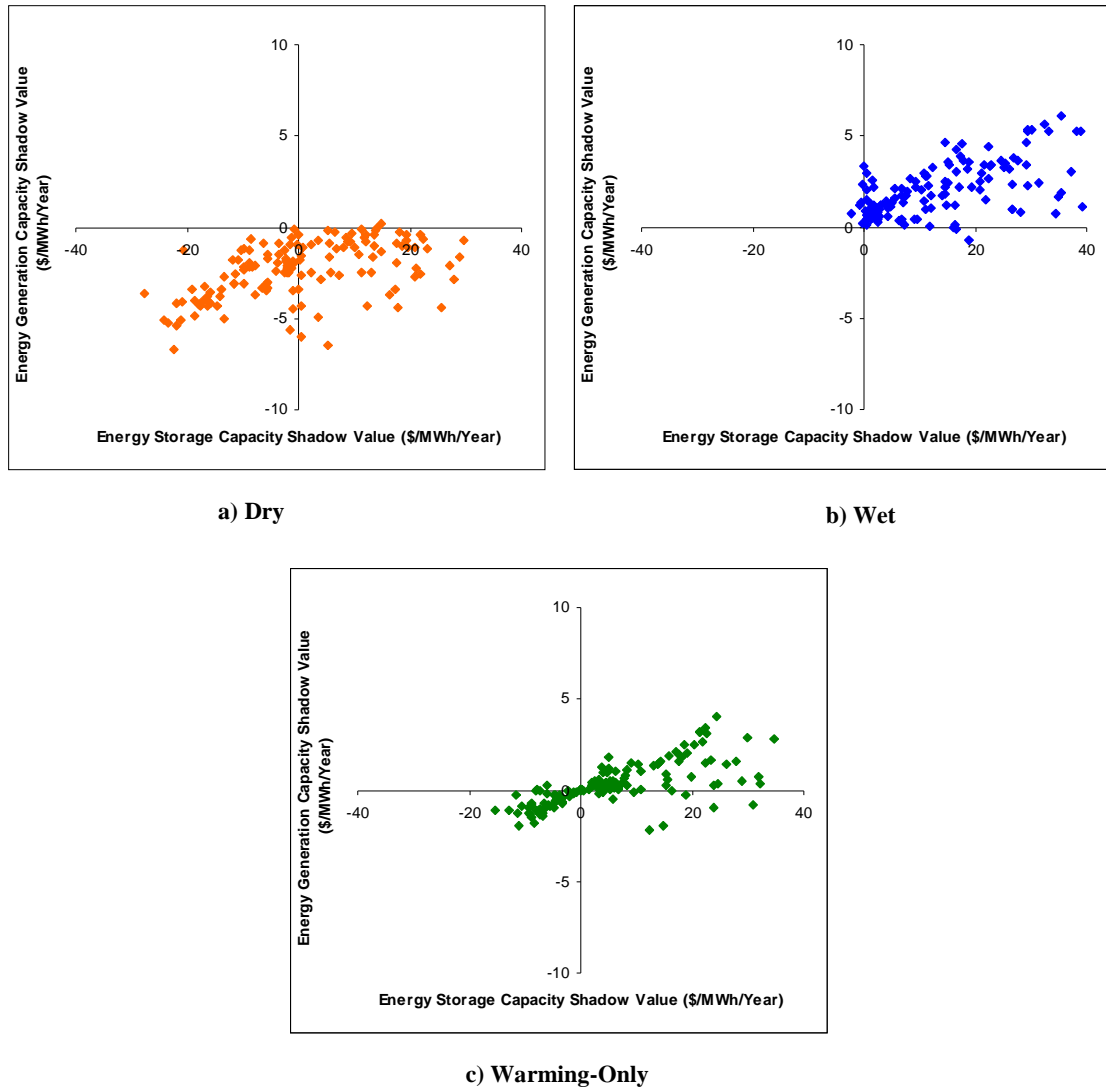 10
5
0
-5
-10
-40
-20
0
20
40
Energy Generation Capacity Shadow Value
($/MWh/Year)
Energy Storage Capacity Shadow Value ($/MWh/Year)
a) Dry
10
5
0
-5
-10
-40
-20
0
20
40
Energy Generation Capacity Shadow Value
($/MWh/Year)
Energy Storage Capacity Shadow Value ($/MWh/Year)
b) Wet
10
5
0
-5
-10
-40
-20
0
20
40
Energy Generation Capacity Shadow Value
($/MWh/Year)
Energy Storage Capacity Shadow Value ($/MWh/Year)
c) Warming-Only